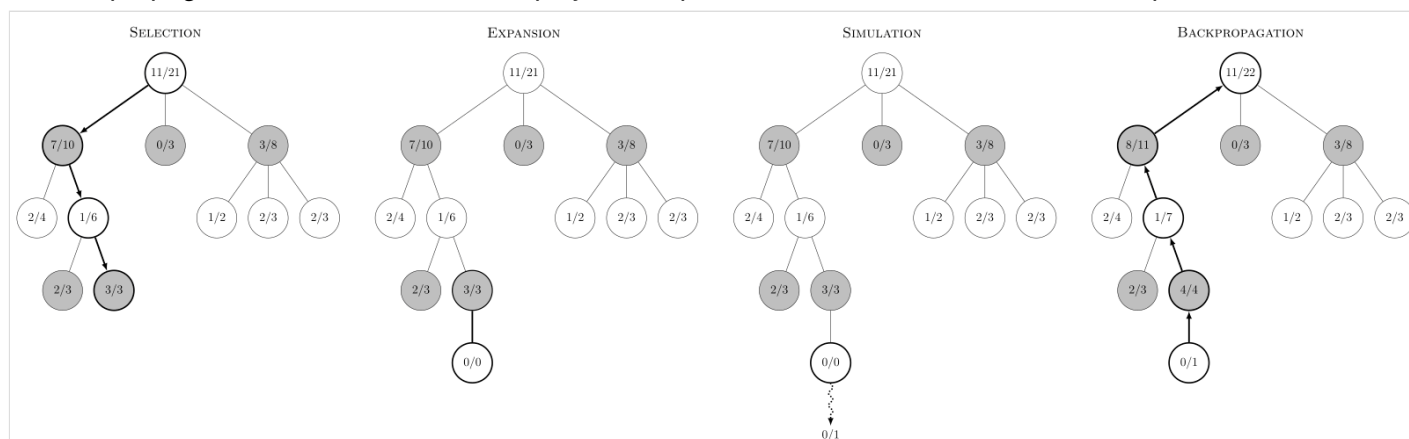 SELECTION EXPANSION SIMULATION BACKPROPAGATION
11/21 11/21 11/21 11/22
7/10 0/3 3/8 7/10 0/3 3/8 7/10 0/3 3/8 8/11 0/3 3/8
2/4 1/6 1/2 2/3 2/3 2/4 1/6 1/2 2/3 2/3 2/4 1/6 1/2 2/3 2/3 2/4 1/7 1/2 2/3 2/3
2/3 3/3 2/3 3/3 2/3 3/3 2/3 4/4
0/0 0/0 0/1
0/1